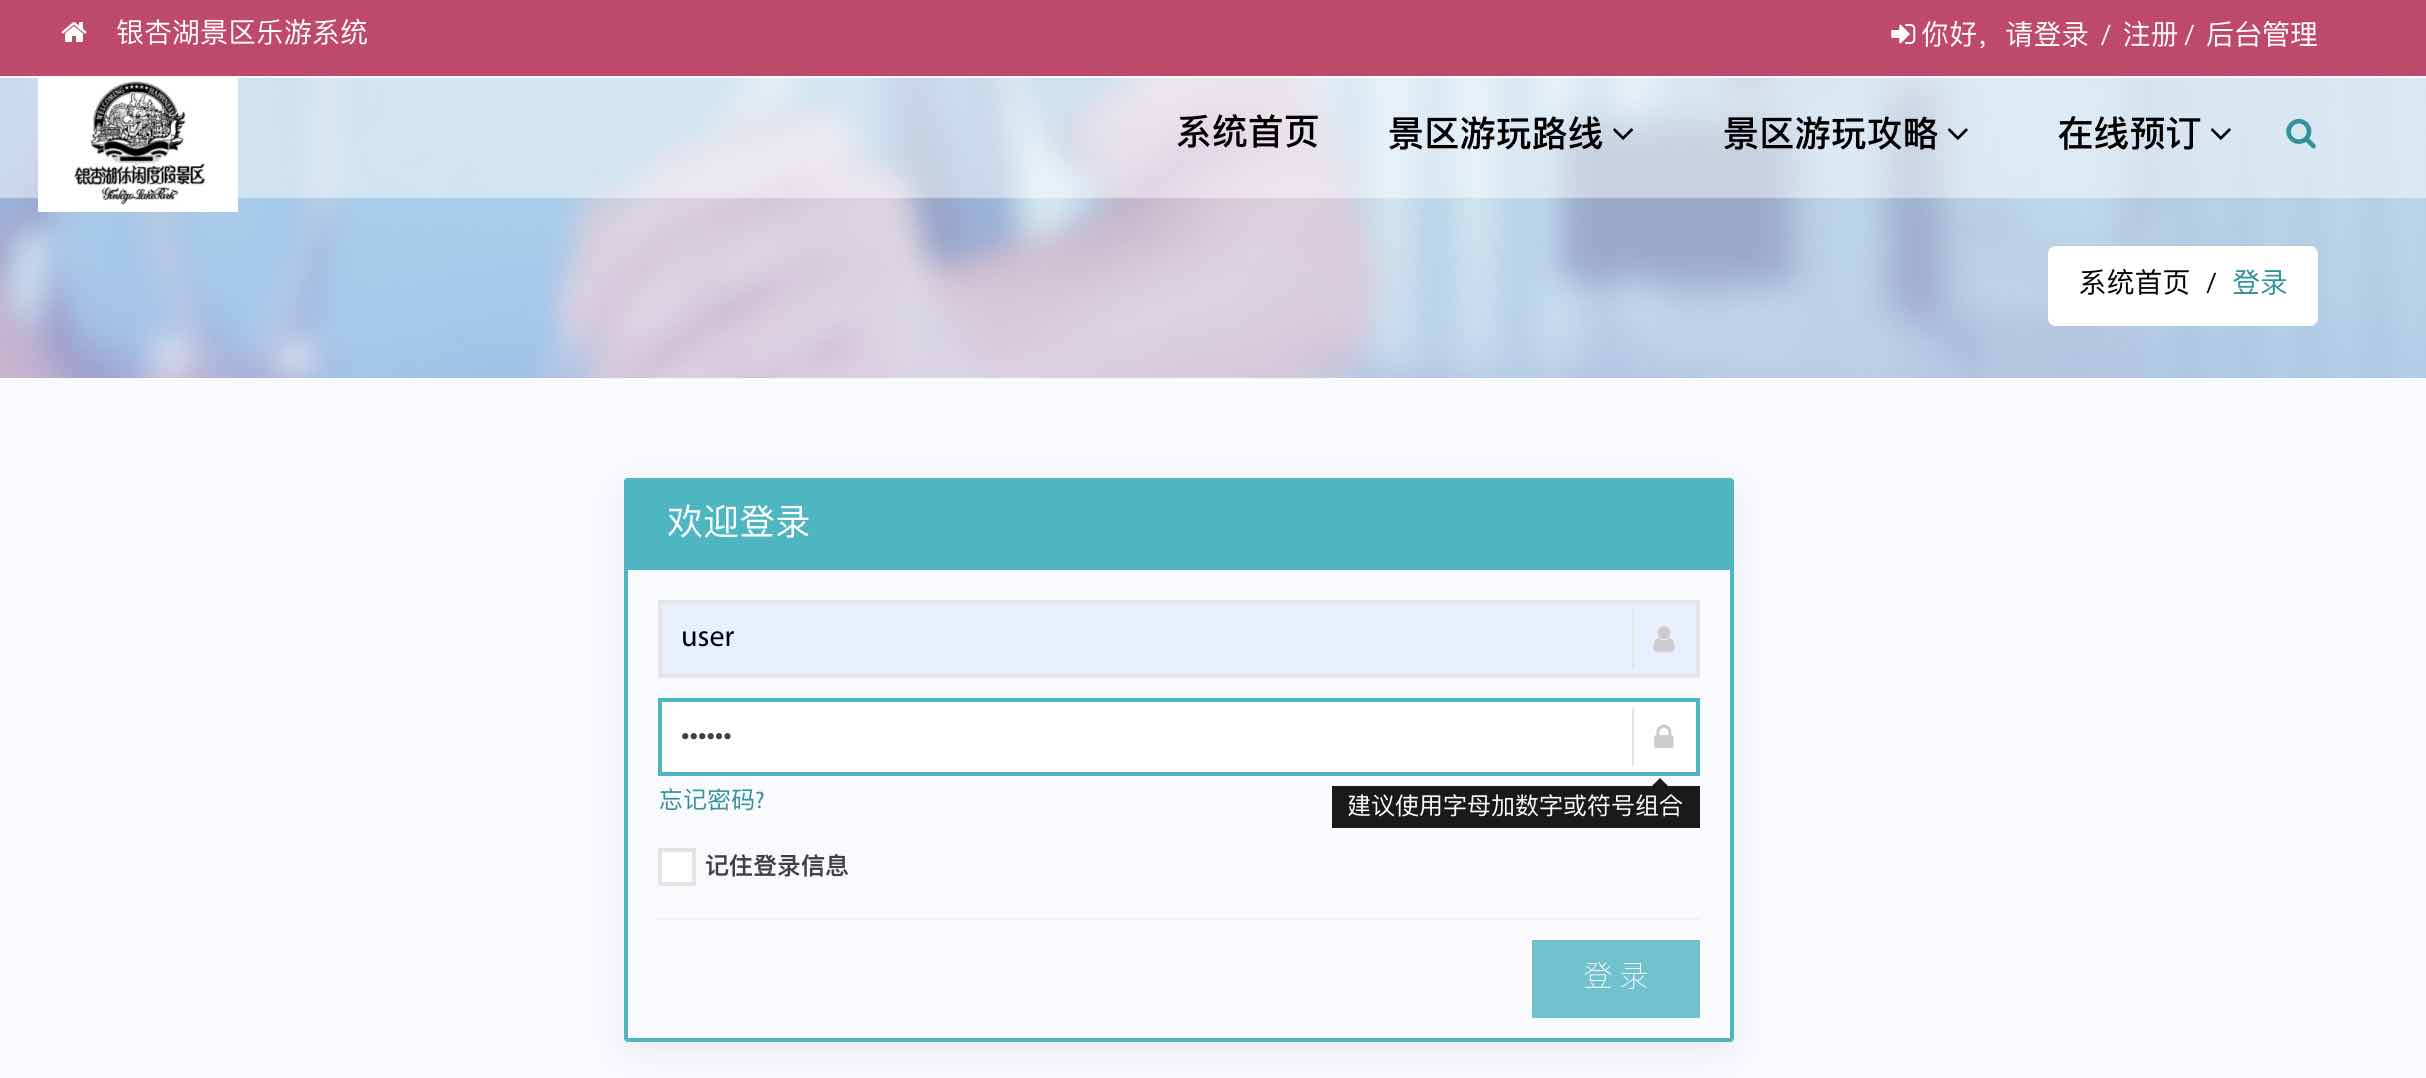 银杏湖景区乐游系统
你好，请登录 / 注册 / 后台管理
银杏湖休闲度假景区
Ginkgo Lake Park
系统首页 景区游玩路线 景区游玩攻略 在线预订
系统首页 / 登录
欢迎登录
user
••••••
忘记密码?
建议使用字母加数字或符号组合
记住登录信息
登 录